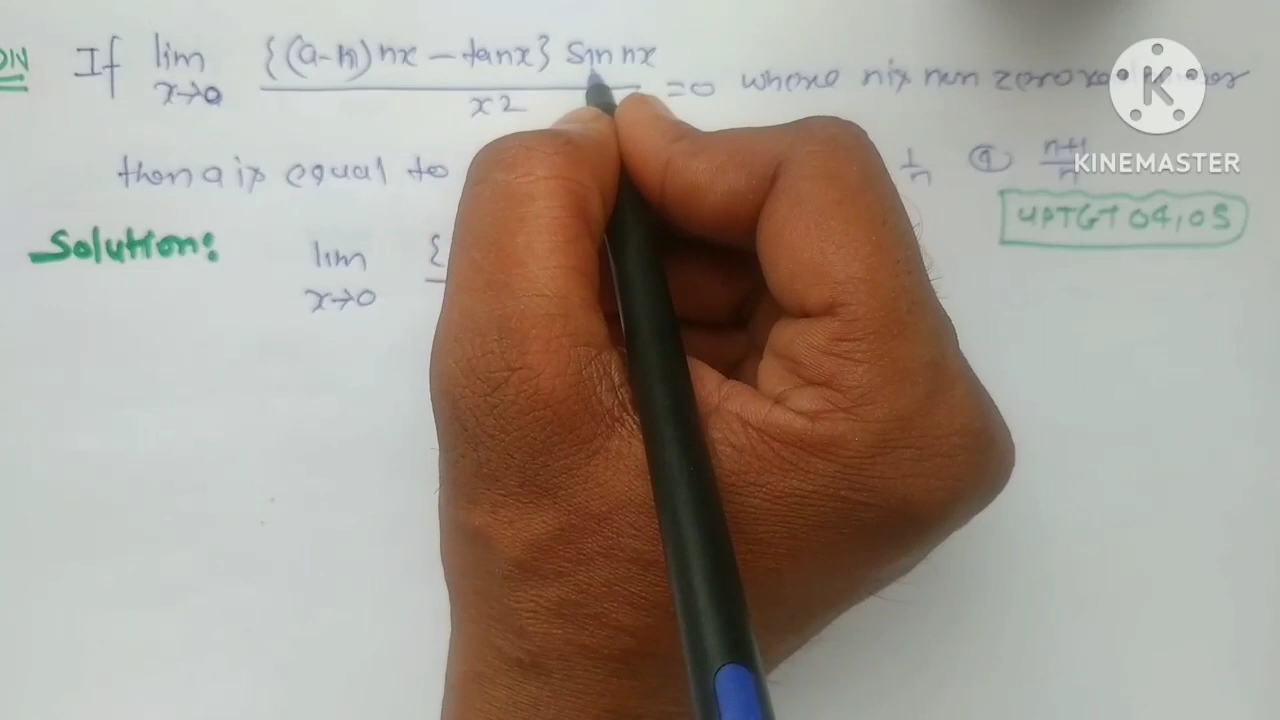 ON If lim {(a-n)nx - tanx} sin nx
x→0 x2 =0 where n is non zero
K
KINEMASTER
then a is equal to 1/n n+1/n
UPTGT 04,05
Solution: lim {
x→0